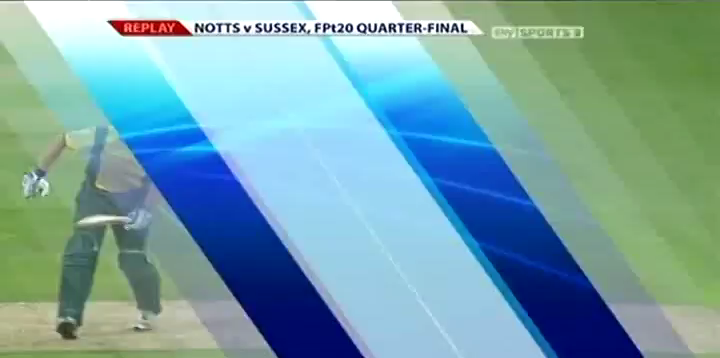 REPLAY NOTTS v SUSSEX, FPt20 QUARTER-FINAL
sky SPORTS 3